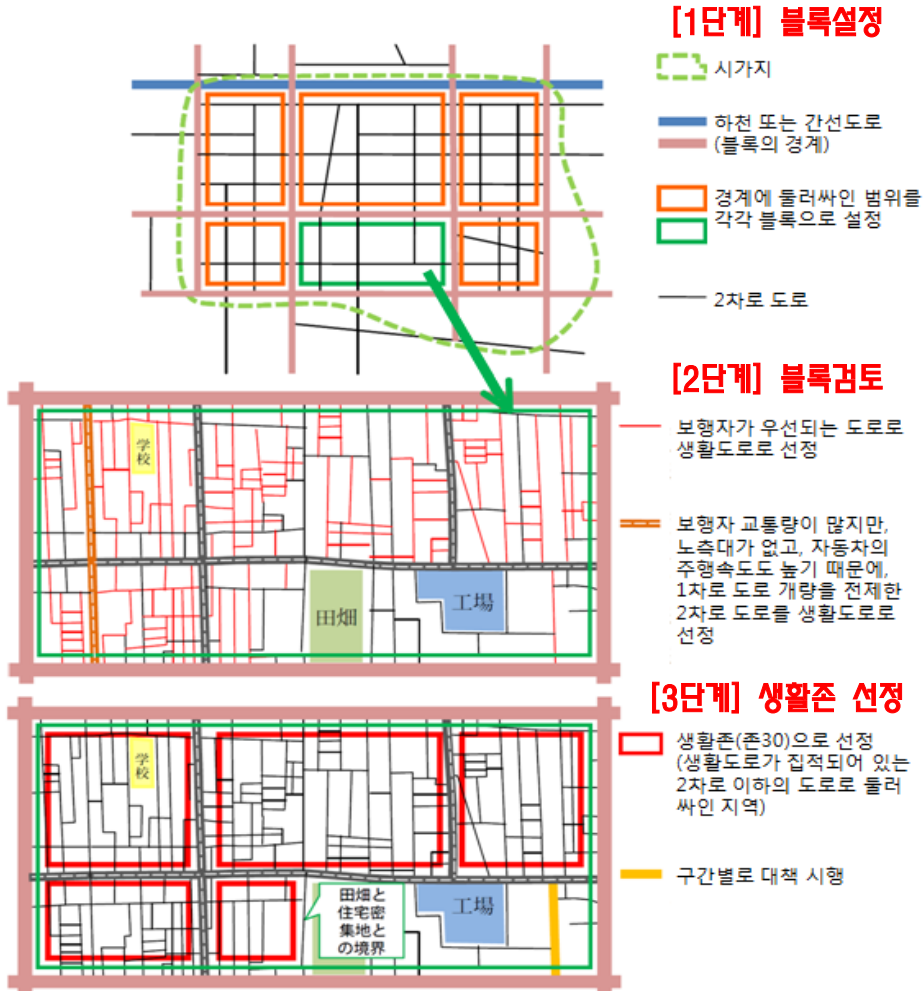 [1단계] 블록설정
시가지
하천 또는 간선도로
(블록의 경계)
경계에 둘러싸인 범위를
각각 블록으로 설정
2차로 도로
[2단계] 블록검토
学校
田畑
工場
보행자가 우선되는 도로로
생활도로로 선정
보행자 교통량이 많지만,
노측대가 없고, 자동차의
주행속도도 높기 때문에,
1차로 도로 개량을 전제한
2차로 도로를 생활도로로
선정
[3단계] 생활존 선정
学校
田畑と
住宅密
集地と
の境界
工場
생활존(존30)으로 선정
(생활도로가 집적되어 있는
2차로 이하의 도로로 둘러
싸인 지역)
구간별로 대책 시행